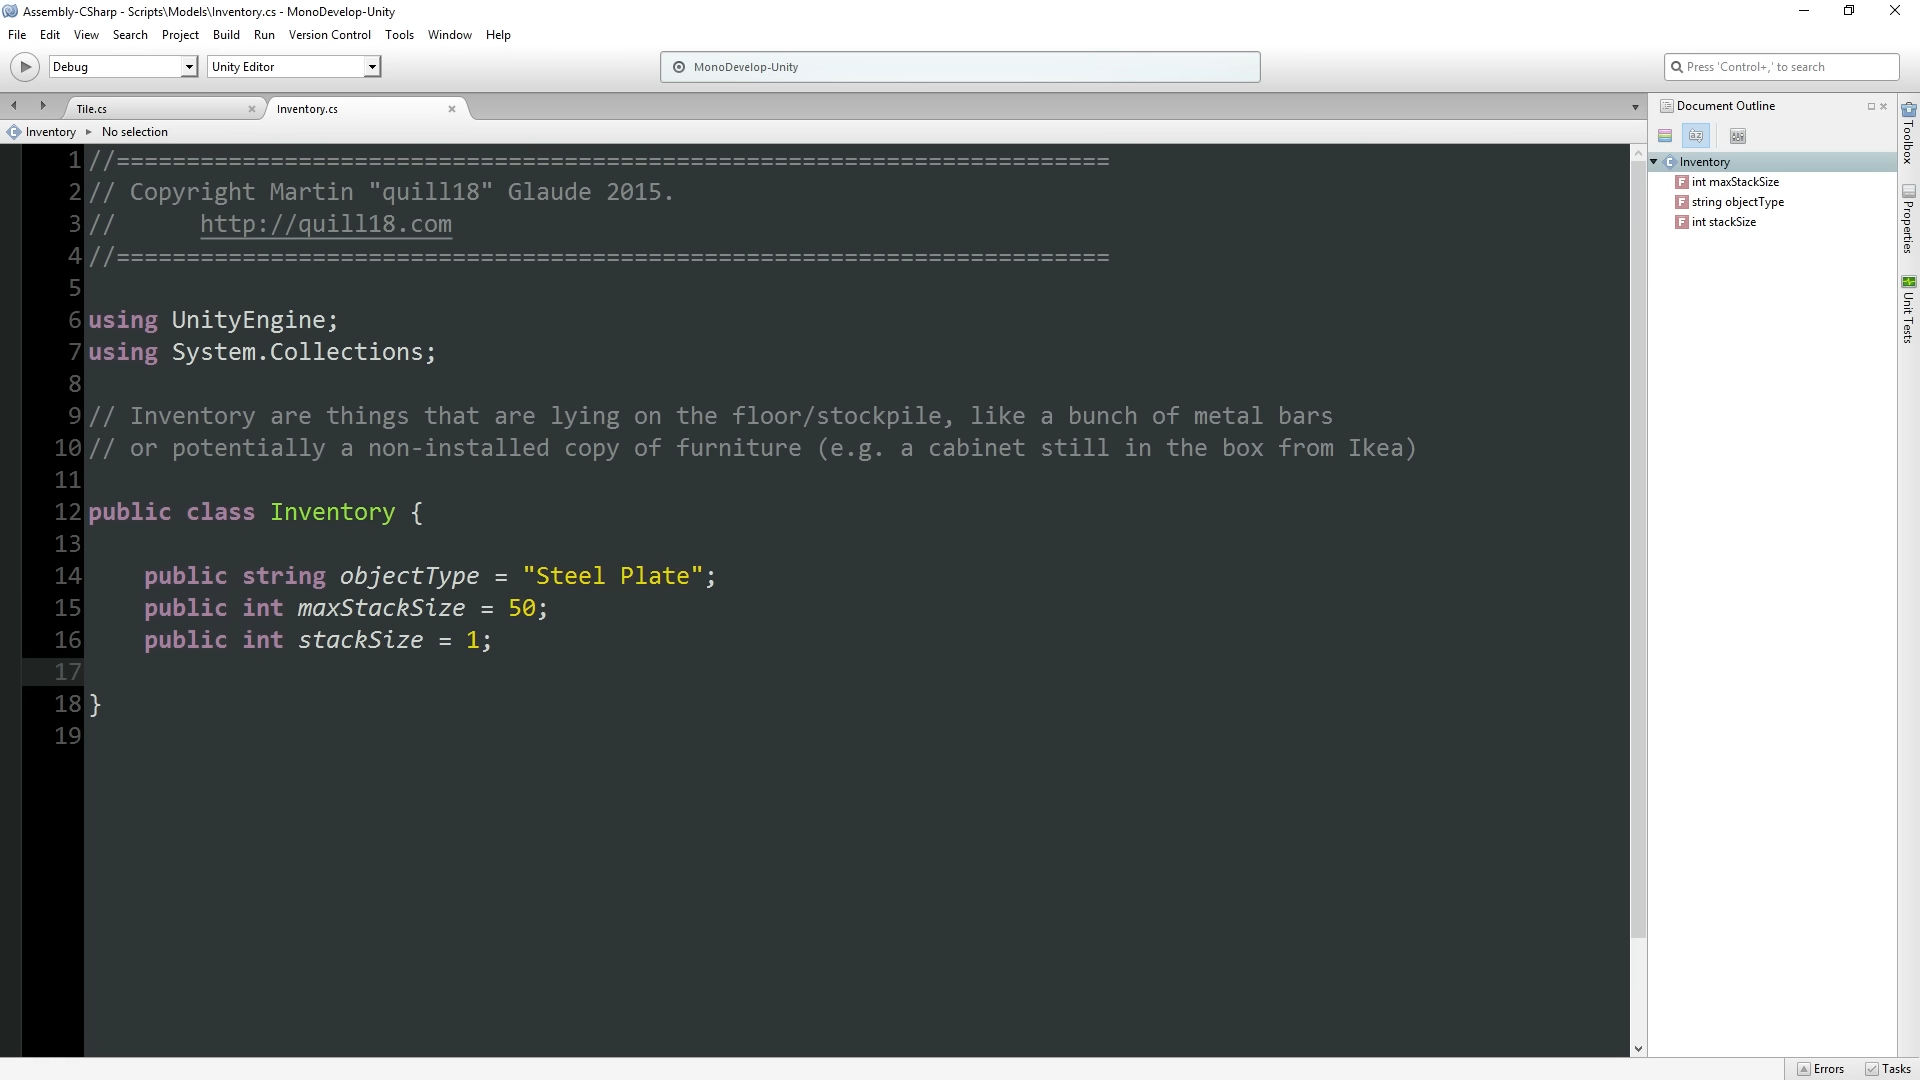 Assembly-CSharp - Scripts\Models\Inventory.cs - MonoDevelop-Unity
File Edit View Search Project Build Run Version Control Tools Window Help
Debug Unity Editor MonoDevelop-Unity Press 'Control+,' to search
Tile.cs Inventory.cs
Inventory No selection
1 //=======================================================================
2 // Copyright Martin "quill18" Glaude 2015.
3 //      http://quill18.com
4 //=======================================================================
5
6 using UnityEngine;
7 using System.Collections;
8
9 // Inventory are things that are lying on the floor/stockpile, like a bunch of metal bars
10 // or potentially a non-installed copy of furniture (e.g. a cabinet still in the box from Ikea)
11
12 public class Inventory {
13
14     public string objectType = "Steel Plate";
15     public int maxStackSize = 50;
16     public int stackSize = 1;
17
18 }
19
Document Outline
Inventory
int maxStackSize
string objectType
int stackSize
Toolbox
Properties
Unit Tests
Errors Tasks